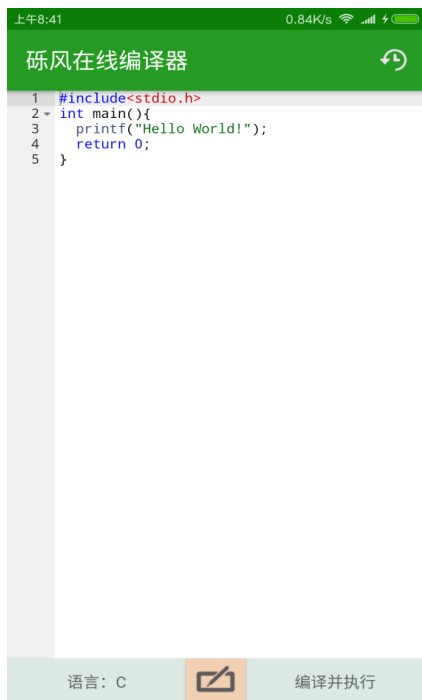 上午8:41 0.84K/s
砾风在线编译器
1 #include<stdio.h>
2 int main(){
3   printf("Hello World!");
4   return 0;
5 }
语言：C 编译并执行